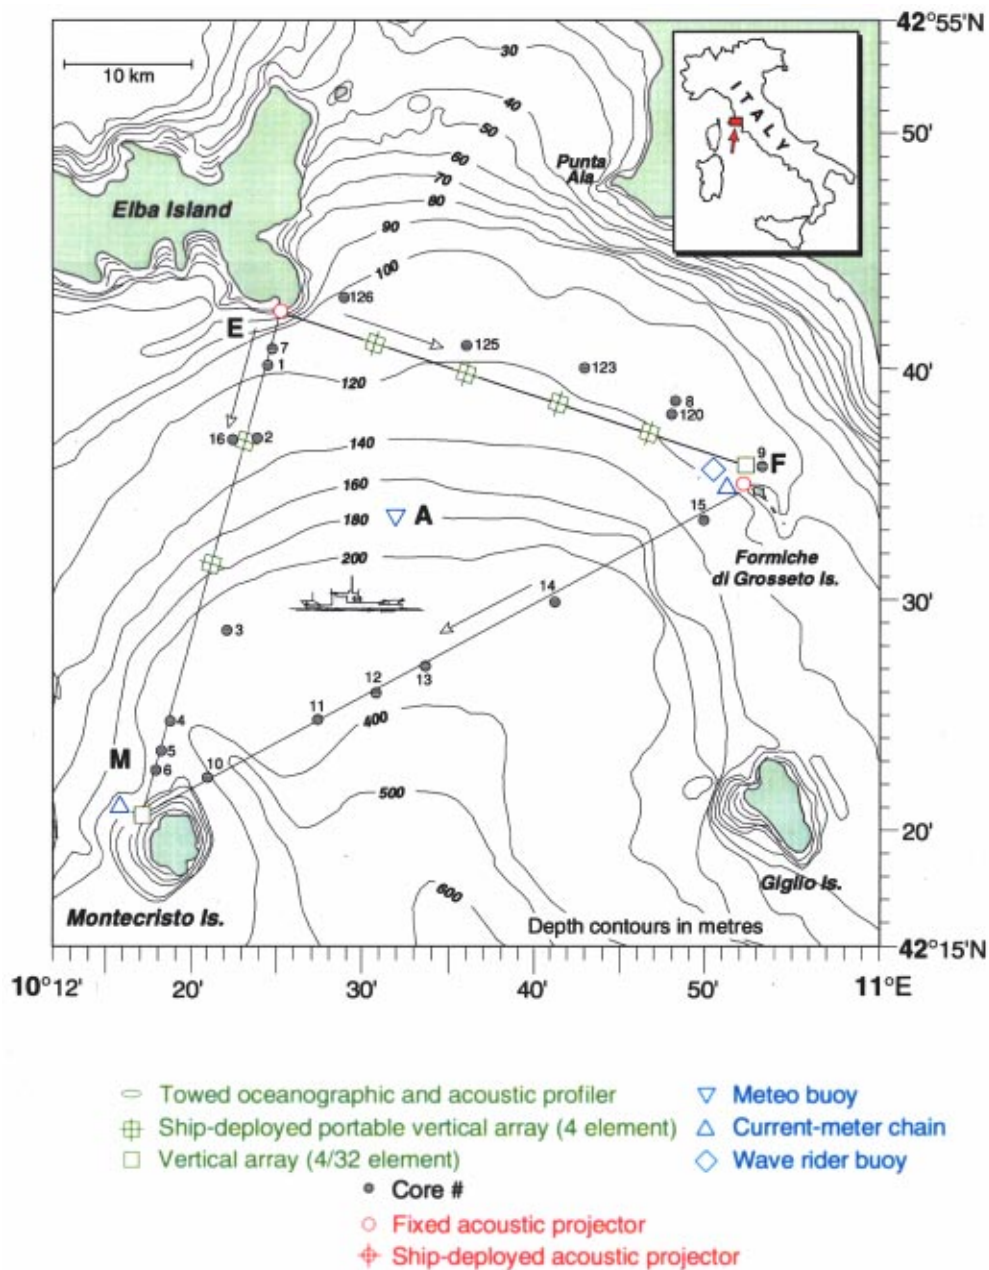 42°55'N
10 km
30
ITALY
40
50'
50
Punta
Ala
60
70
80
Elba Island
90
100
126
E
125
7
1
123
40'
120
8
120
16
2
9
F
140
160
A
15
180
Formiche
di Grosseto Is.
200
14
30'
3
13
12
11
4
400
5
M
6
10
500
20'
Giglio Is.
600
Montecristo Is.
Depth contours in metres
42°15'N
10°12'
20'
30'
40'
50'
11°E
Towed oceanographic and acoustic profiler
Meteo buoy
Ship-deployed portable vertical array (4 element)
Current-meter chain
Vertical array (4/32 element)
Wave rider buoy
Core #
Fixed acoustic projector
Ship-deployed acoustic projector